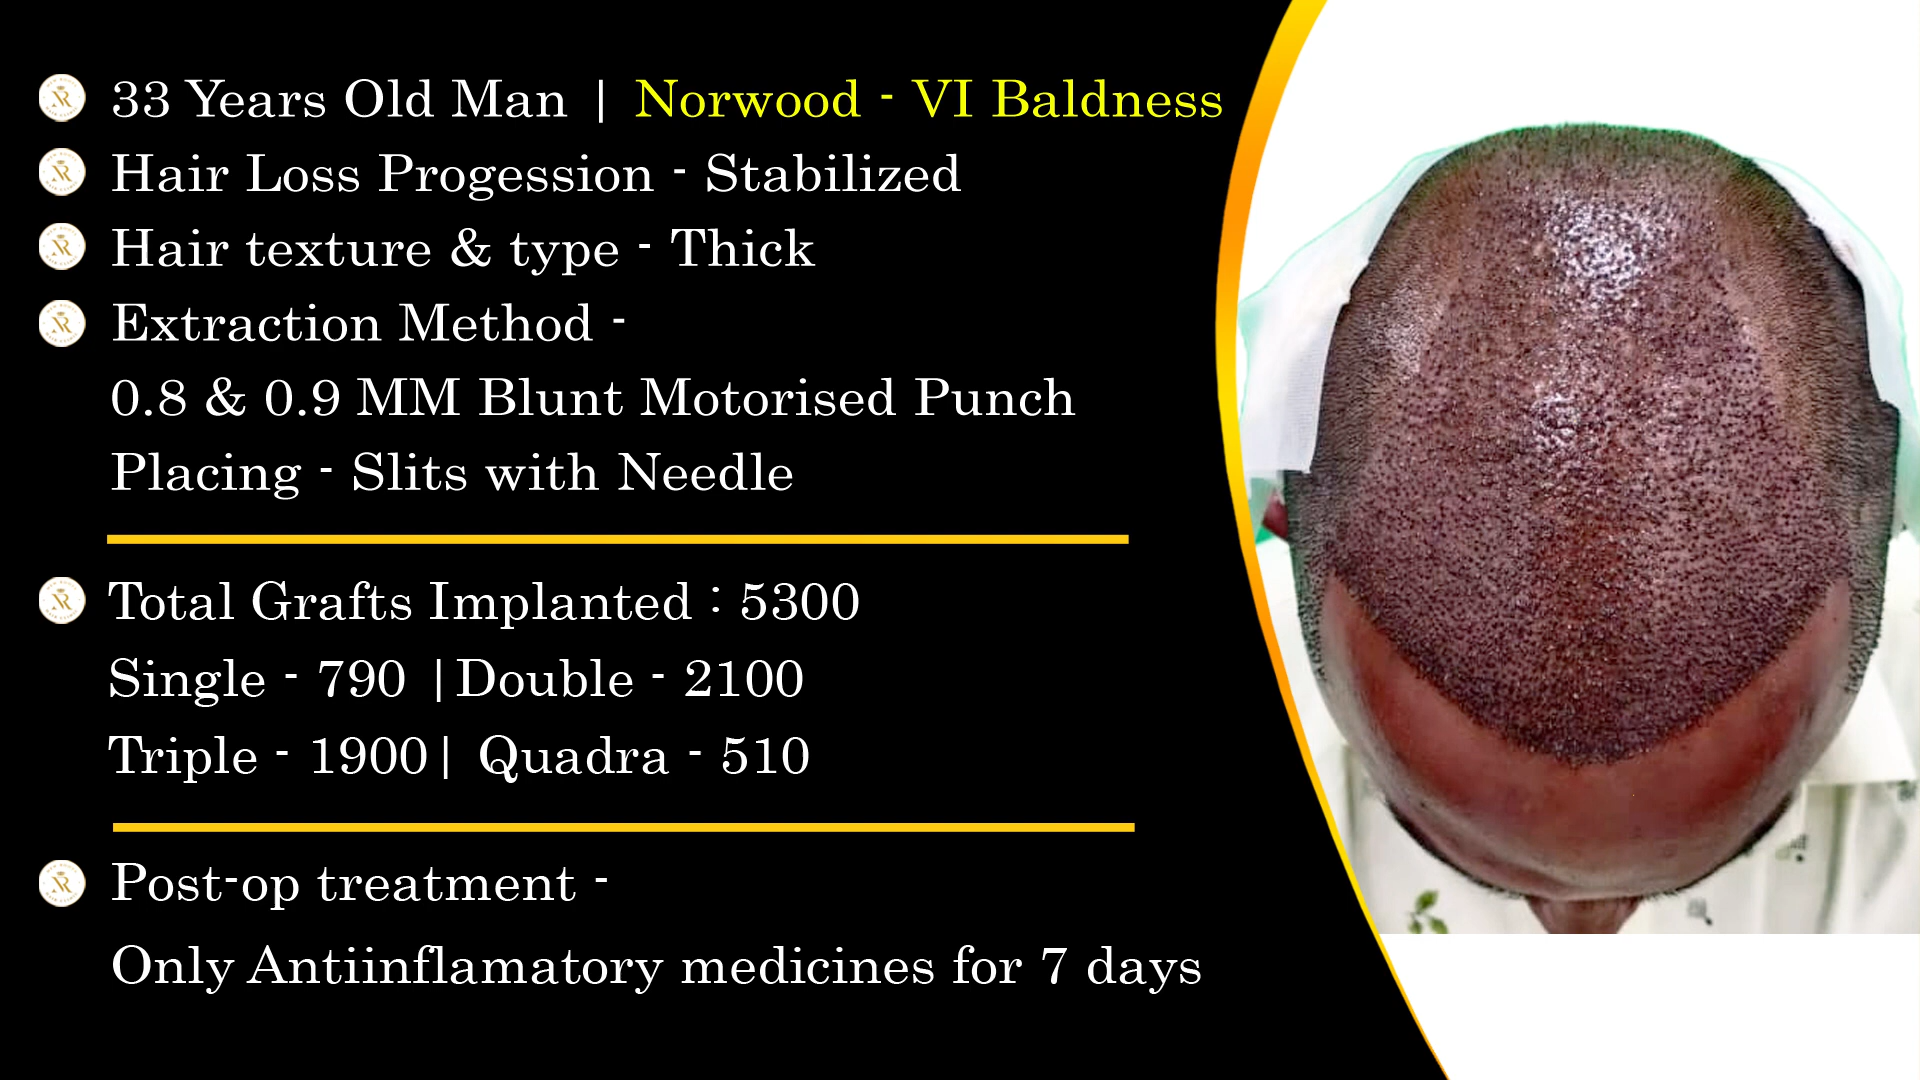 33 Years Old Man | Norwood - VI Baldness
Hair Loss Progession - Stabilized
Hair texture & type - Thick
Extraction Method -
0.8 & 0.9 MM Blunt Motorised Punch
Placing - Slits with Needle
Total Grafts Implanted : 5300
Single - 790 |Double - 2100
Triple - 1900| Quadra - 510
Post-op treatment -
Only Antiinflamatory medicines for 7 days